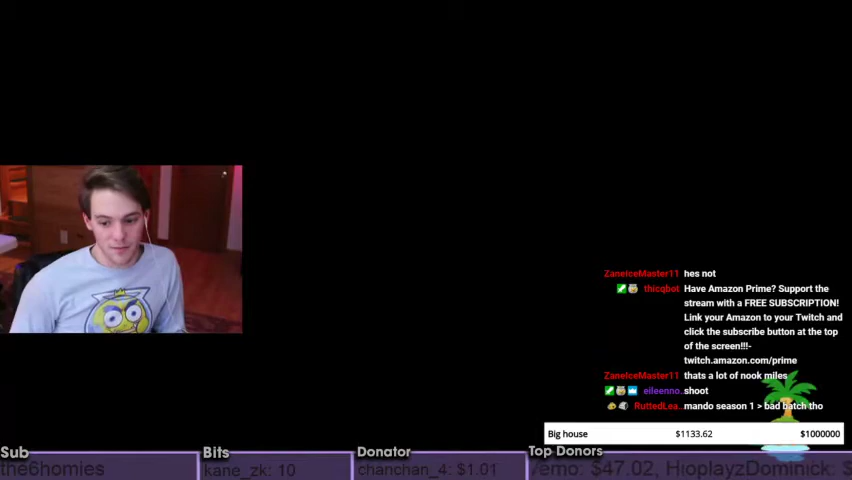 ZaneIceMaster11 hes not
thicqbot Have Amazon Prime? Support the
stream with a FREE SUBSCRIPTION!
Link your Amazon to your Twitch and
click the subscribe button at the top
of the screen!!!-
twitch.amazon.com/prime
ZaneIceMaster11 thats a lot of nook miles
eileenno.. shoot
RuttedLea.. mando season 1 > bad batch tho
Big house $1133.62 $1000000
Sub Bits Donator Top Donors
the6homies kane_zk: 10 chanchan_4: $1.01 emo: $47.02, HioplayzDominick: $